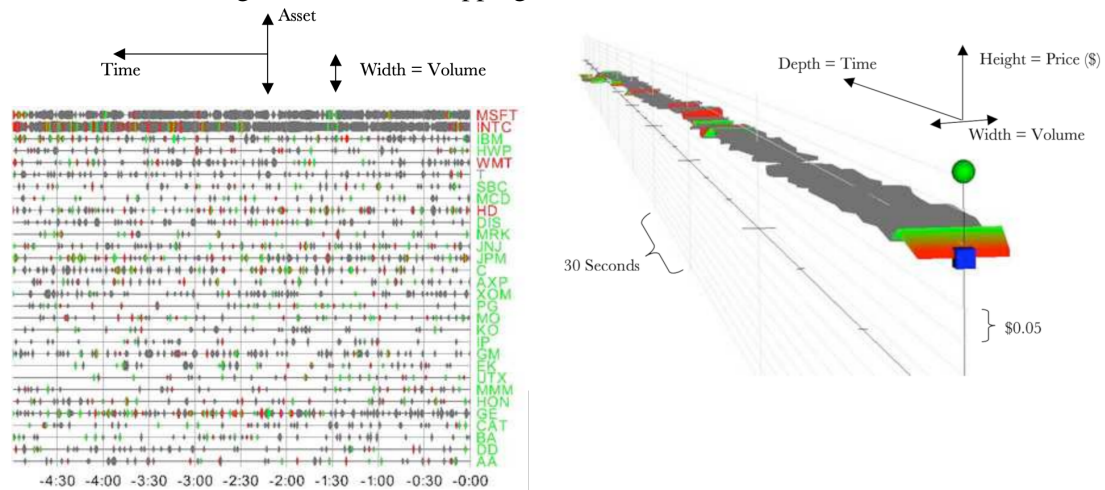 Asset
Time
Width = Volume
MSFT
INTC
IBM
HWP
WMT
T
SBC
MCD
HD
DIS
MRK
JNJ
JPM
C
AXP
XOM
PG
MO
KO
IP
GM
EK
UTX
MMM
HON
GE
CAT
BA
DD
AA
-4:30 -4:00 -3:30 -3:00 -2:30 -2:00 -1:30 -1:00 -0:30 -0:00
Depth = Time
Height = Price ($)
Width = Volume
30 Seconds
$0.05